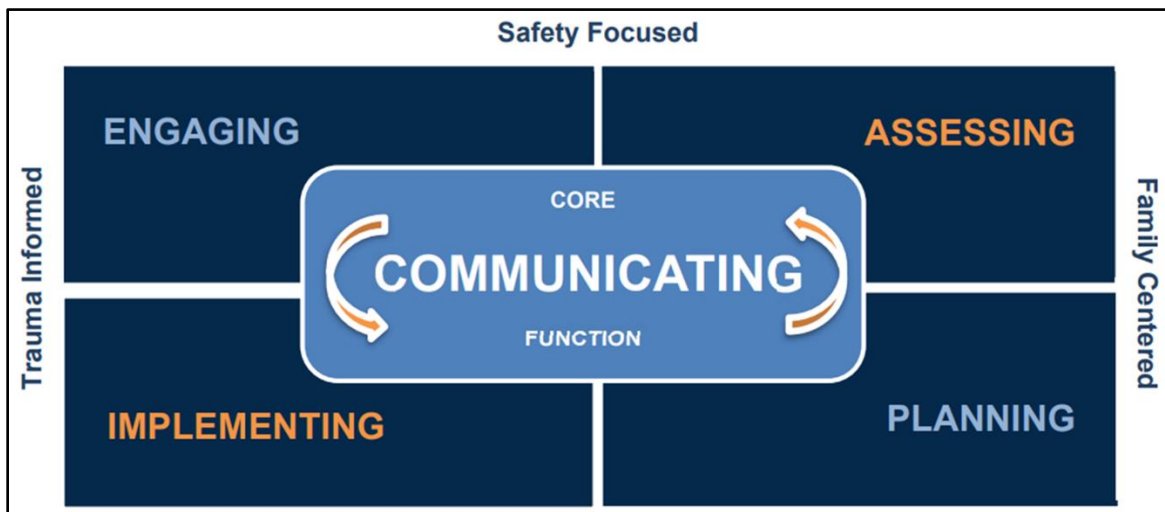 Safety Focused
ENGAGING
ASSESSING
Trauma Informed
CORE
COMMUNICATING
FUNCTION
Family Centered
IMPLEMENTING
PLANNING